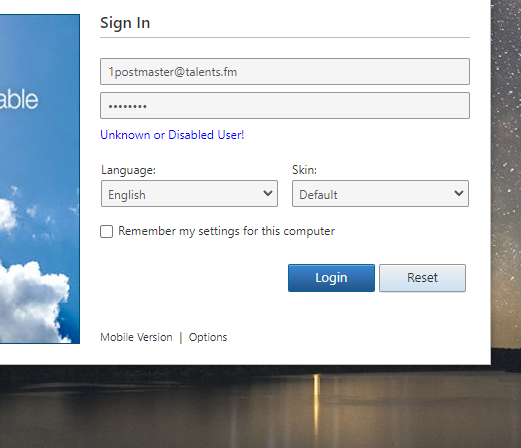 Sign In
able
1postmaster@talents.fm
••••••••
Unknown or Disabled User!
Language: Skin:
English Default
Remember my settings for this computer
Login Reset
Mobile Version | Options